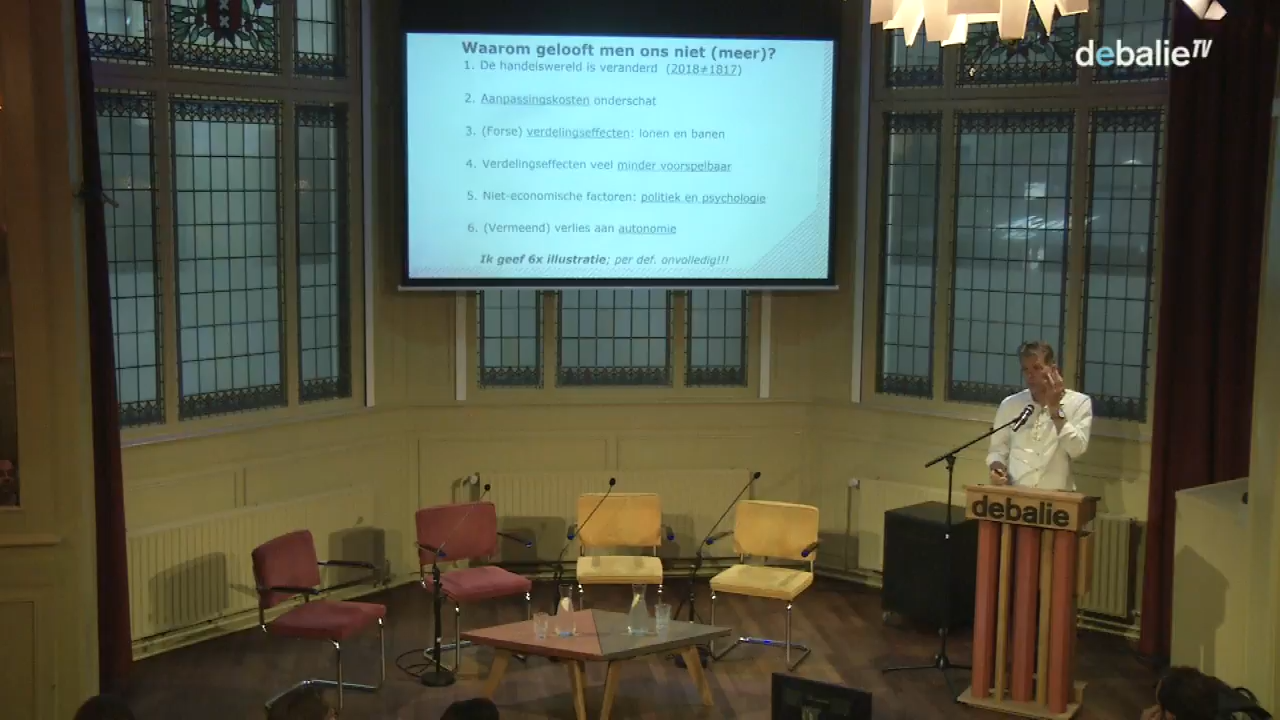 Waarom gelooft men ons niet (meer)?
1. De handelswereld is veranderd (2018≠1817)
2. Aanpassingskosten onderschat
3. (Forse) verdelingseffecten: lonen en banen
4. Verdelingseffecten veel minder voorspelbaar
5. Niet-economische factoren: politiek en psychologie
6. (Vermeend) verlies aan autonomie
Ik geef 6x illustratie; per def. onvolledig!!!
debalieTV
debalie